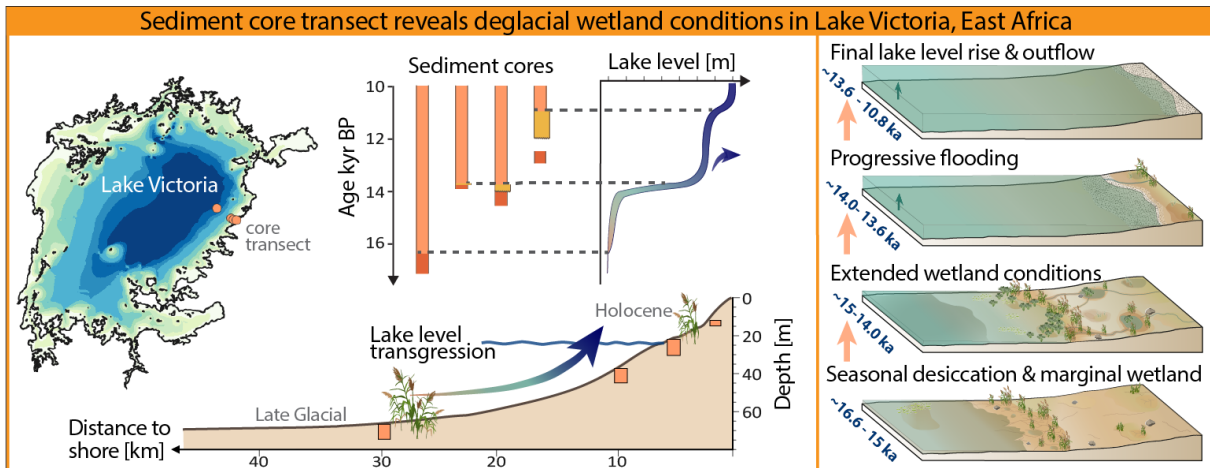 Sediment core transect reveals deglacial wetland conditions in Lake Victoria, East Africa
Lake Victoria
core
transect
Sediment cores
Lake level [m]
Age kyr BP
10
12
14
16
Lake level
transgression
Holocene
Late Glacial
Distance to
shore [km]
40
30
20
10
0
20
40
60
Depth [m]
Final lake level rise & outflow
~13.6 - 10.8 ka
Progressive flooding
~14.0- 13.6 ka
Extended wetland conditions
~15-14.0 ka
Seasonal desiccation & marginal wetland
~16.6 - 15 ka